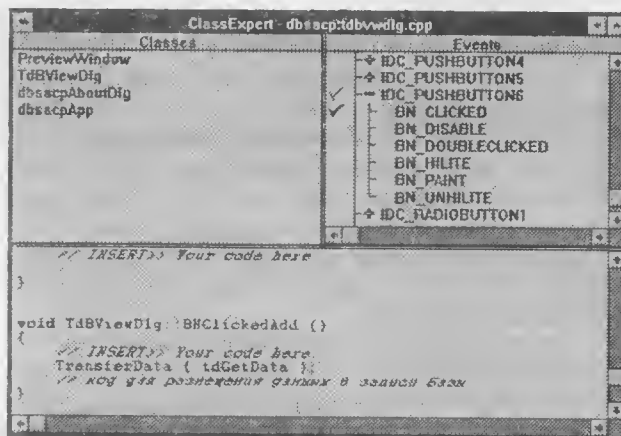 ClassExpert - dbsacp:tdbvwdlg.cpp
Classes
PreviewWindow
TdBViewDlg
dbsacpAboutDlg
dbsacpApp
Events
IDC_PUSHBUTTON4
IDC_PUSHBUTTON5
IDC_PUSHBUTTON6
BN_CLICKED
BN_DISABLE
BN_DOUBLECLICKED
BN_HILITE
BN_PAINT
BN_UNHILITE
IDC_RADIOBUTTON1
// INSERT>> Your code here
}
void TdBViewDlg::BNClickedAdd ()
{
// INSERT>> Your code here.
TransferData ( tdGetData );
// код для размещения данных в записи базы
}